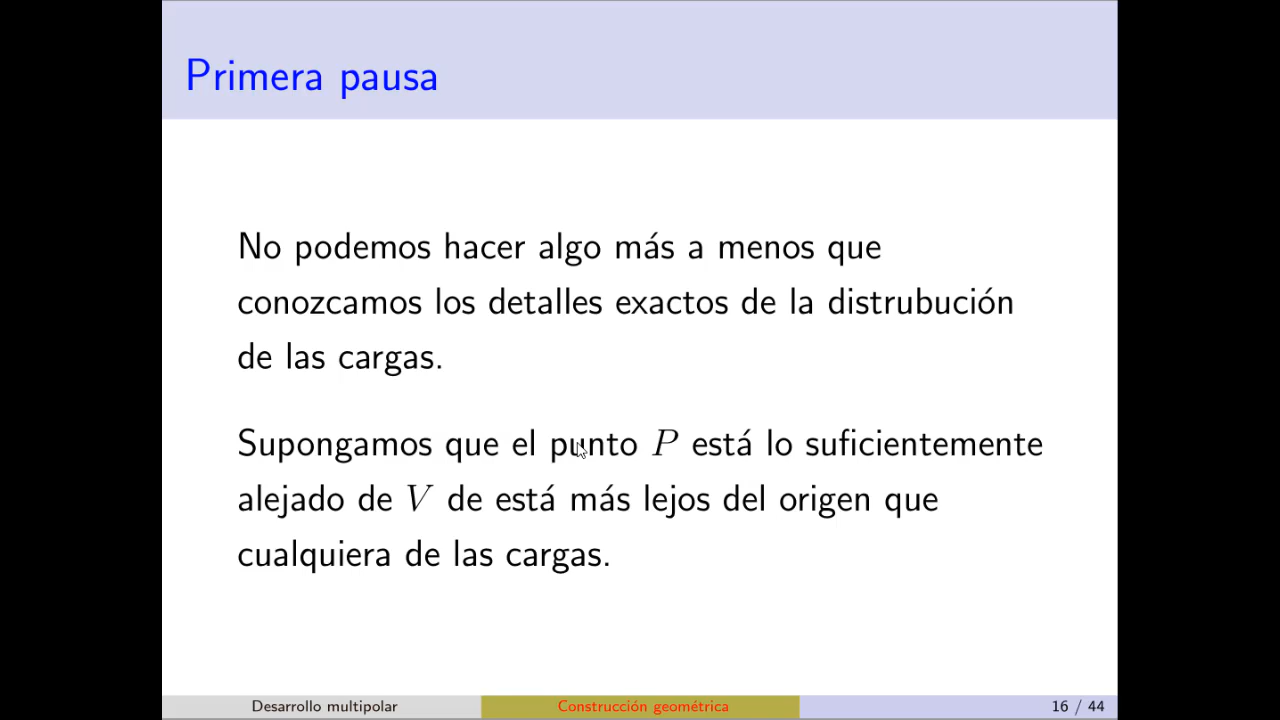 Primera pausa
No podemos hacer algo más a menos que
conozcamos los detalles exactos de la distrubución
de las cargas.
Supongamos que el punto P está lo suficientemente
alejado de V de está más lejos del origen que
cualquiera de las cargas.
Desarrollo multipolar
Construcción geométrica
16 / 44